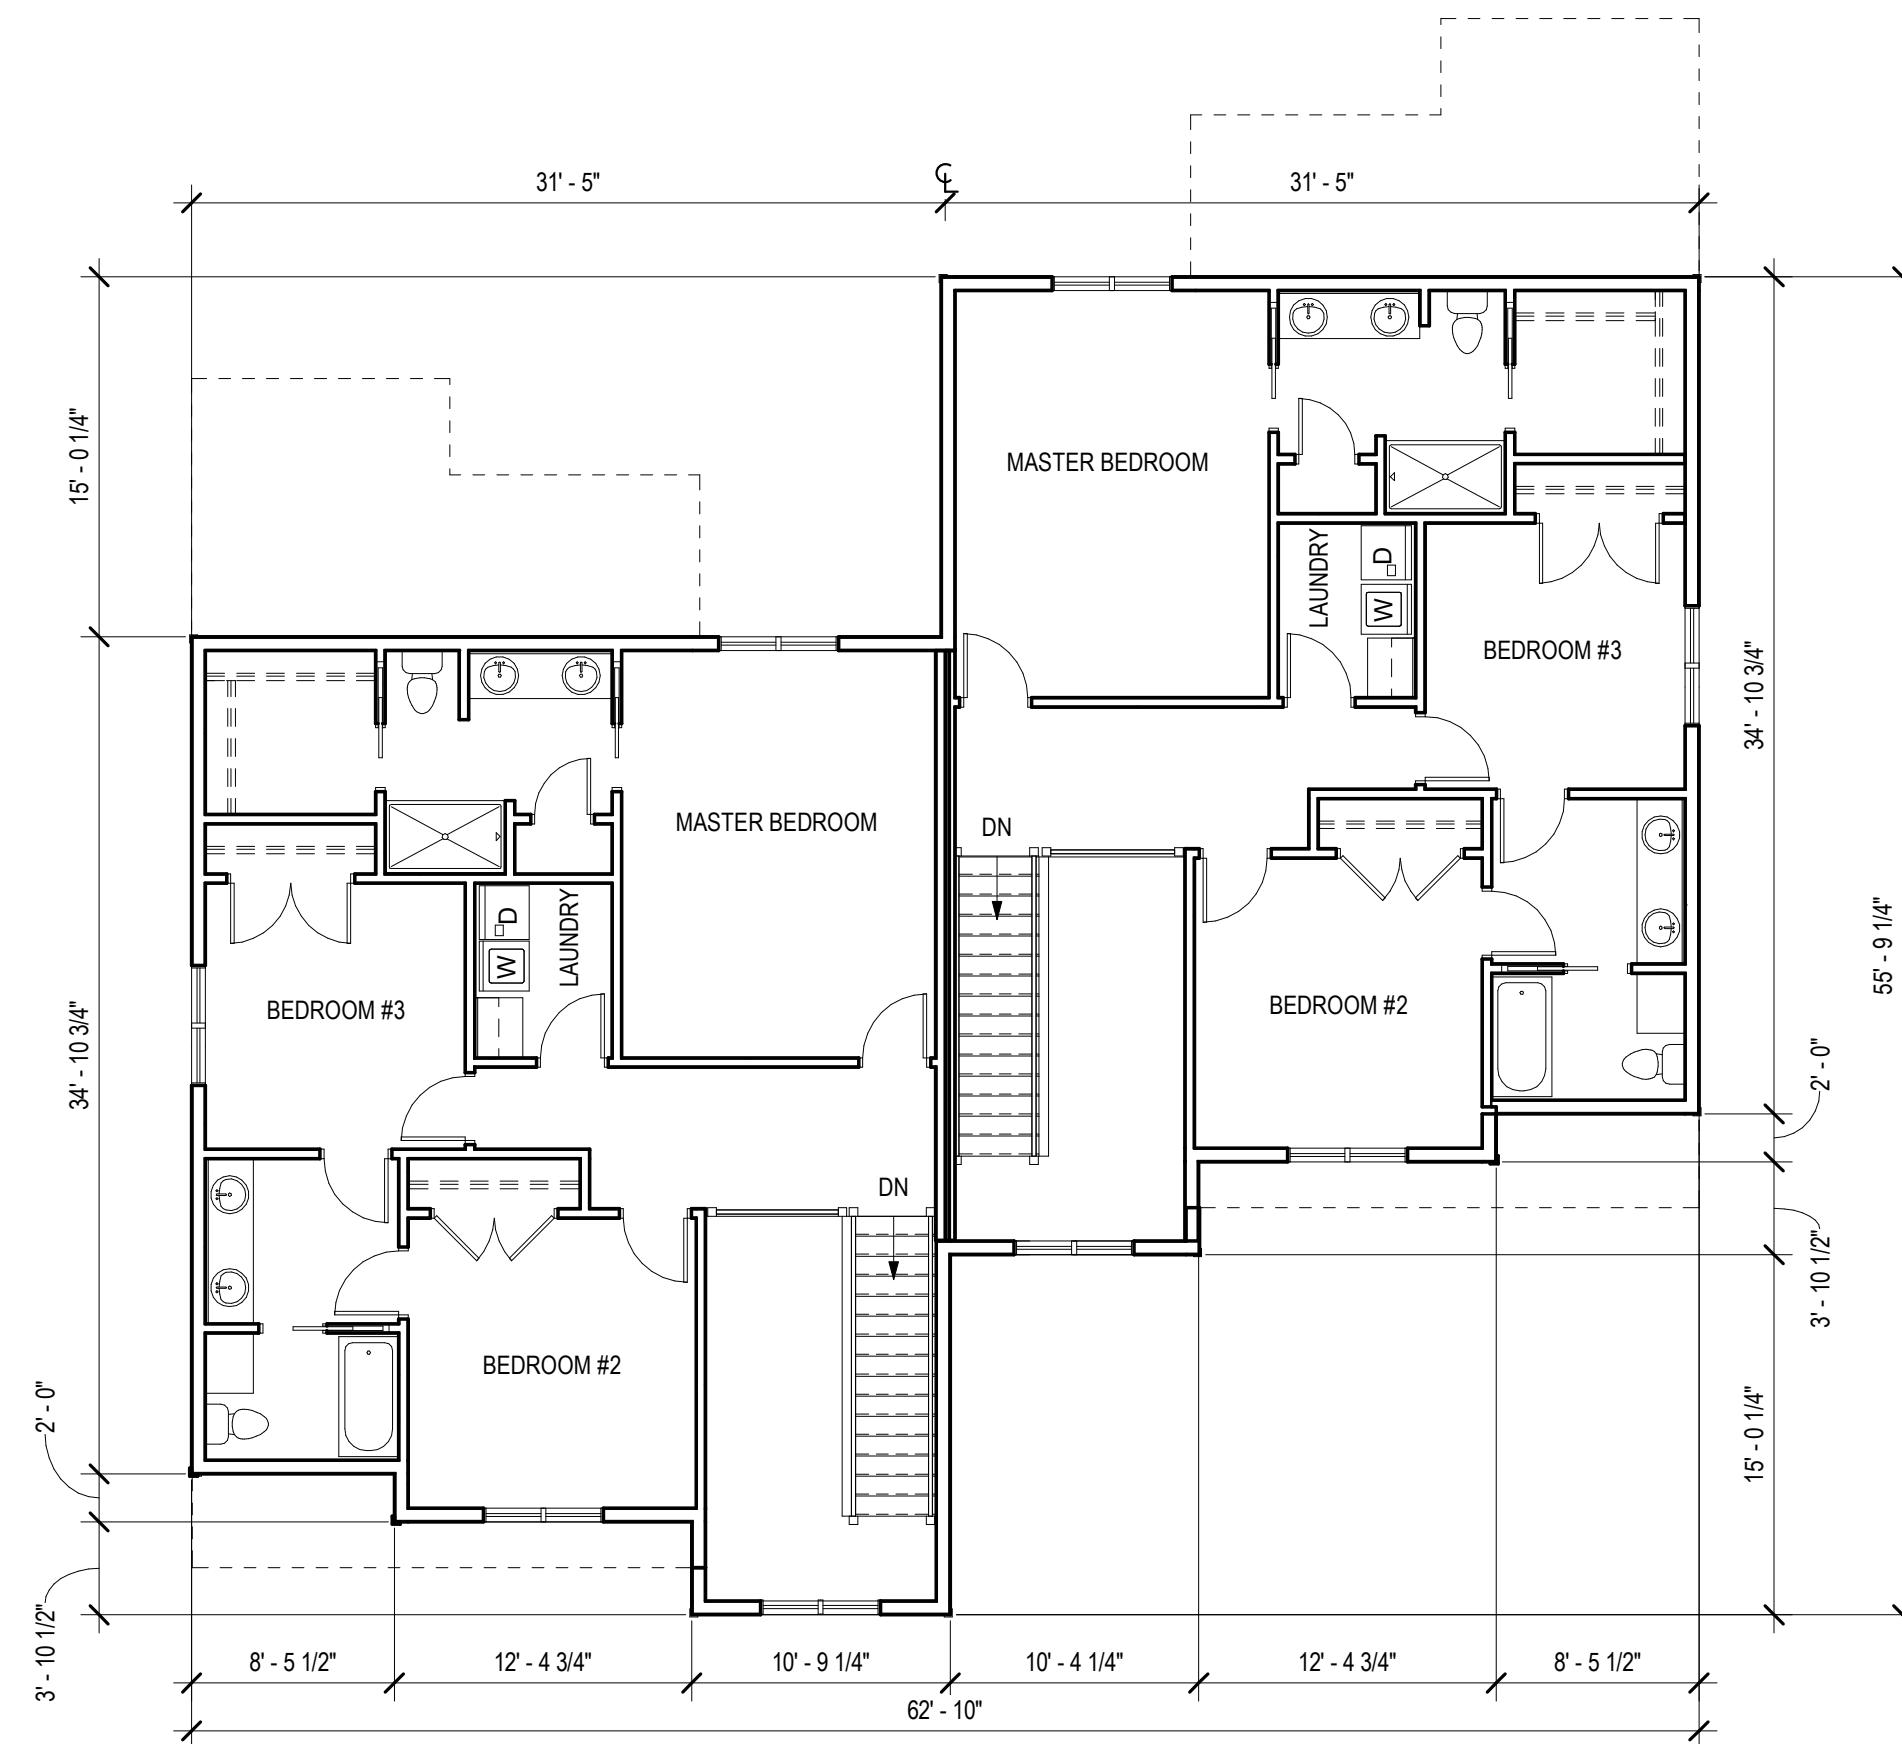 31' - 5"
℄
31' - 5"
15' - 0 1/4"
34' - 10 3/4"
2' - 0"
3' - 10 1/2"
MASTER BEDROOM
LAUNDRY
D
W
BEDROOM #3
DN
BEDROOM #2
MASTER BEDROOM
D
W
LAUNDRY
BEDROOM #3
DN
BEDROOM #2
34' - 10 3/4"
55' - 9 1/4"
2' - 0"
3' - 10 1/2"
15' - 0 1/4"
8' - 5 1/2"
12' - 4 3/4"
10' - 9 1/4"
10' - 4 1/4"
12' - 4 3/4"
8' - 5 1/2"
62' - 10"